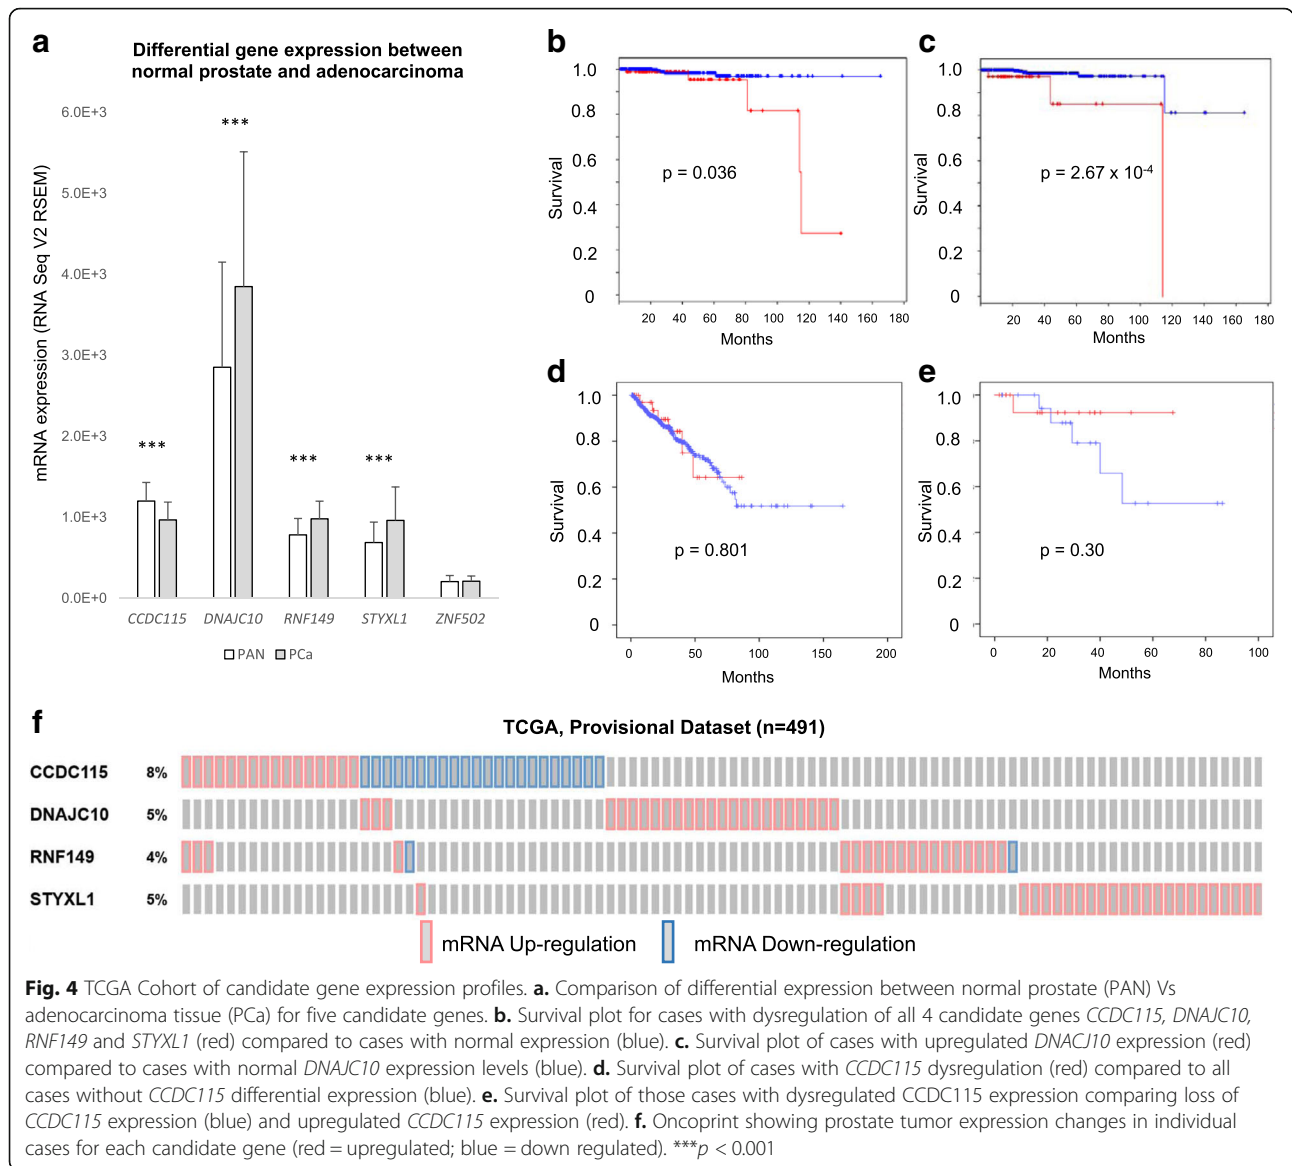 a
Differential gene expression between
normal prostate and adenocarcinoma
mRNA expression (RNA Seq V2 RSEM)
6.0E+3
5.0E+3
4.0E+3
3.0E+3
2.0E+3
1.0E+3
0.0E+0
***
***
***
***
CCDC115 DNAJC10 RNF149 STYXL1 ZNF502
PAN PCa
b
Survival
1.0
0.8
0.6
0.4
0.2
0
p = 0.036
20 40 60 80 100 120 140 160 180
Months
c
Survival
1.0
0.8
0.6
0.4
0.2
0
p = 2.67 x 10-4
20 40 60 80 100 120 140 160 180
Months
d
Survival
1.0
0.8
0.6
0.4
0.2
0
p = 0.801
0 50 100 150 200
Months
e
Survival
1.0
0.8
0.6
0.4
0.2
0
p = 0.30
0 20 40 60 80 100
Months
f
TCGA, Provisional Dataset (n=491)
CCDC115 8%
DNAJC10 5%
RNF149 4%
STYXL1 5%
mRNA Up-regulation mRNA Down-regulation
Fig. 4 TCGA Cohort of candidate gene expression profiles. a. Comparison of differential expression between normal prostate (PAN) Vs
adenocarcinoma tissue (PCa) for five candidate genes. b. Survival plot for cases with dysregulation of all 4 candidate genes CCDC115, DNAJC10,
RNF149 and STYXL1 (red) compared to cases with normal expression (blue). c. Survival plot of cases with upregulated DNACJ10 expression (red)
compared to cases with normal DNAJC10 expression levels (blue). d. Survival plot of cases with CCDC115 dysregulation (red) compared to all
cases without CCDC115 differential expression (blue). e. Survival plot of those cases with dysregulated CCDC115 expression comparing loss of
CCDC115 expression (blue) and upregulated CCDC115 expression (red). f. Oncoprint showing prostate tumor expression changes in individual
cases for each candidate gene (red = upregulated; blue = down regulated). ***p < 0.001